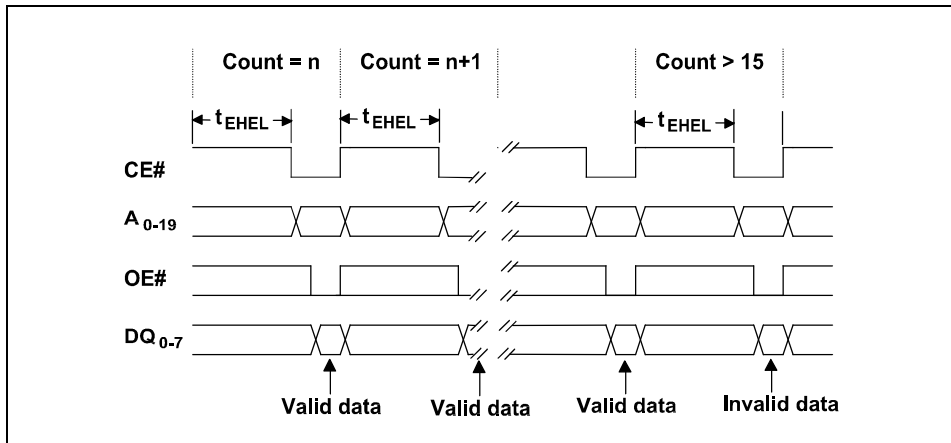 Count = n Count = n+1 Count > 15
tEHEL tEHEL tEHEL
CE#
A0-19
OE#
DQ0-7
Valid data Valid data Valid data Invalid data